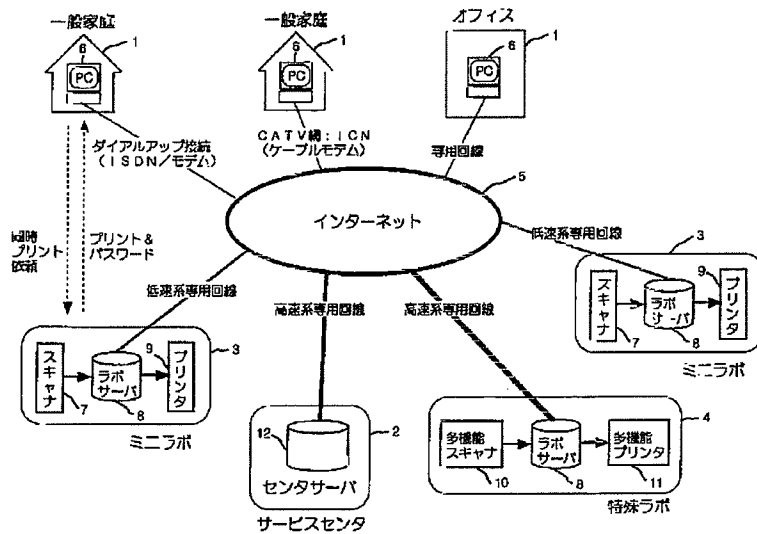 一般家庭
一般家庭
オフィス
1
1
1
6
6
6
PC
PC
PC
ダイアルアップ接続
(ISDN/モデム)
CATV網:ICN
(ケーブルモデム)
専用回線
5
インターネット
同時
プリント
依頼
プリント&
パスワード
低速系専用回線
高速系専用回線
高速系専用回線
低速系専用回線
3
スキャナ
7
ラボ
サーバ
8
9
プリンタ
ミニラボ
3
スキャナ
7
ラボ
サーバ
8
9
プリンタ
ミニラボ
2
12
センタサーバ
サービスセンタ
4
多機能
スキャナ
10
ラボ
サーバ
8
多機能
プリンタ
11
特殊ラボ